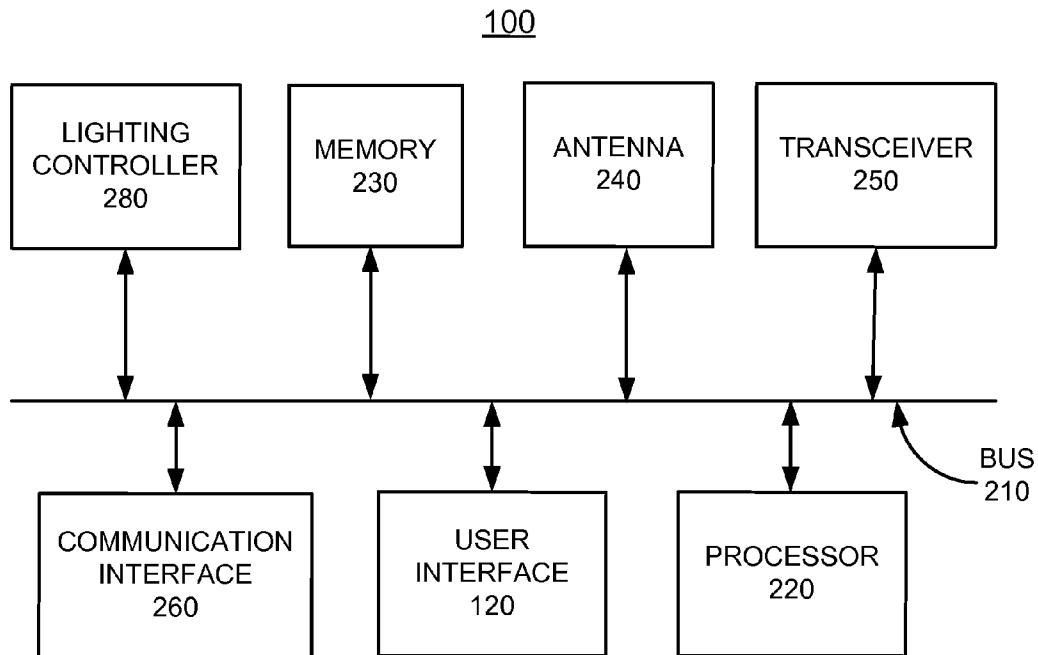 100
LIGHTING
CONTROLLER
280
MEMORY
230
ANTENNA
240
TRANSCEIVER
250
BUS
210
COMMUNICATION
INTERFACE
260
USER
INTERFACE
120
PROCESSOR
220